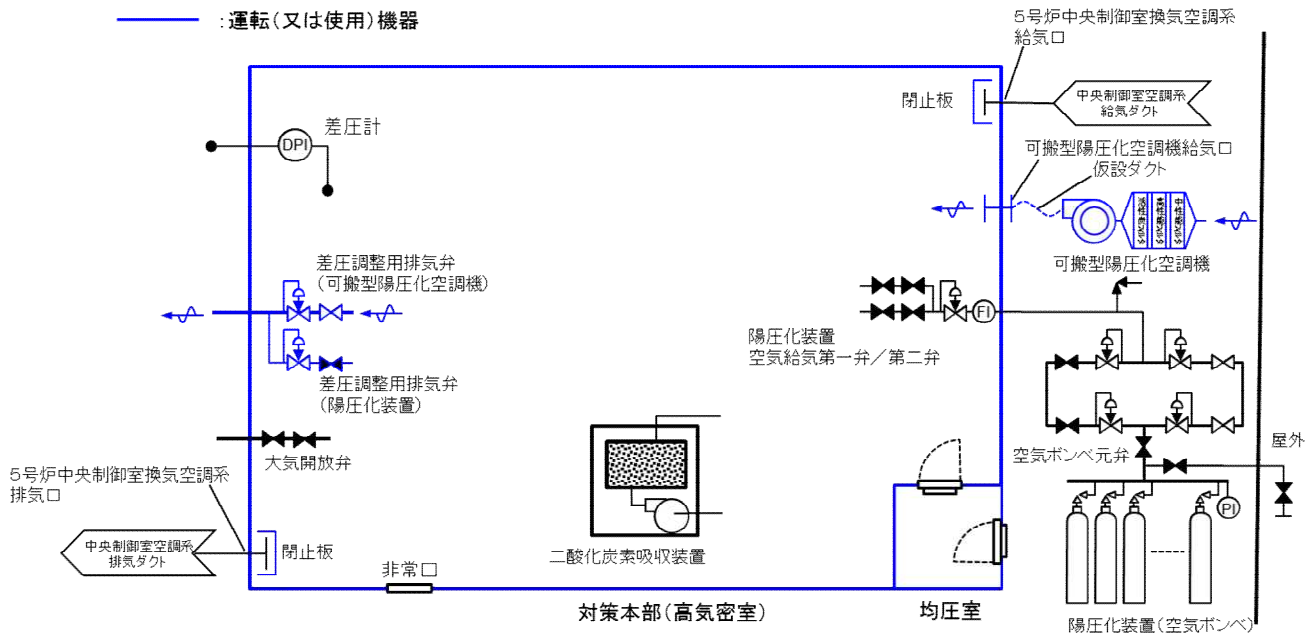 ：運転(又は使用)機器
5号炉中央制御室換気空調系
給気口
閉止板
中央制御室空調系
給気ダクト
差圧計
DPI
可搬型陽圧化空調機給気口
仮設ダクト
活性炭
高性能
中性能
可搬型陽圧化空調機
差圧調整用排気弁
(可搬型陽圧化空調機)
FI
陽圧化装置
空気給気第一弁／第二弁
差圧調整用排気弁
(陽圧化装置)
大気開放弁
空気ボンベ元弁
屋外
5号炉中央制御室換気空調系
排気口
PI
中央制御室空調系
排気ダクト
閉止板
二酸化炭素吸収装置
非常口
対策本部(高気密室)
均圧室
陽圧化装置(空気ボンベ)